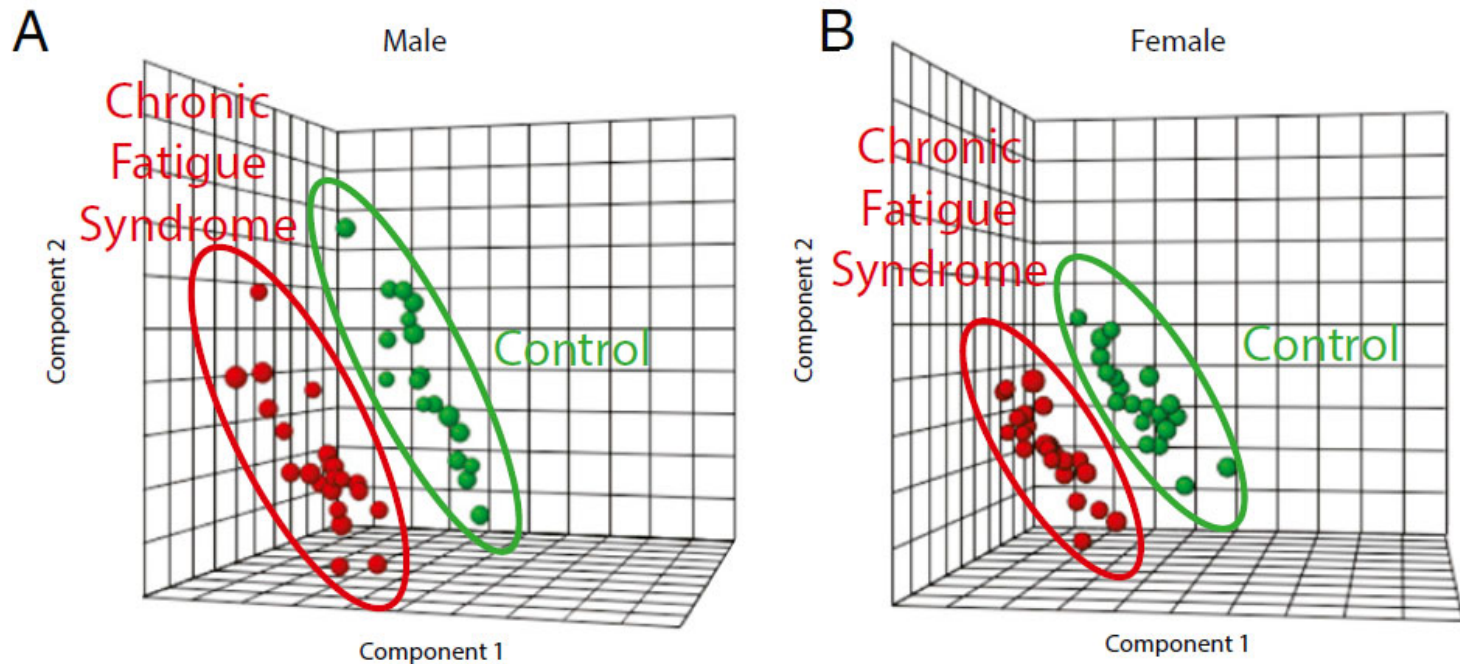 A
Male
Chronic
Fatigue
Syndrome
Control
Component 2
Component 1
B
Female
Chronic
Fatigue
Syndrome
Control
Component 2
Component 1